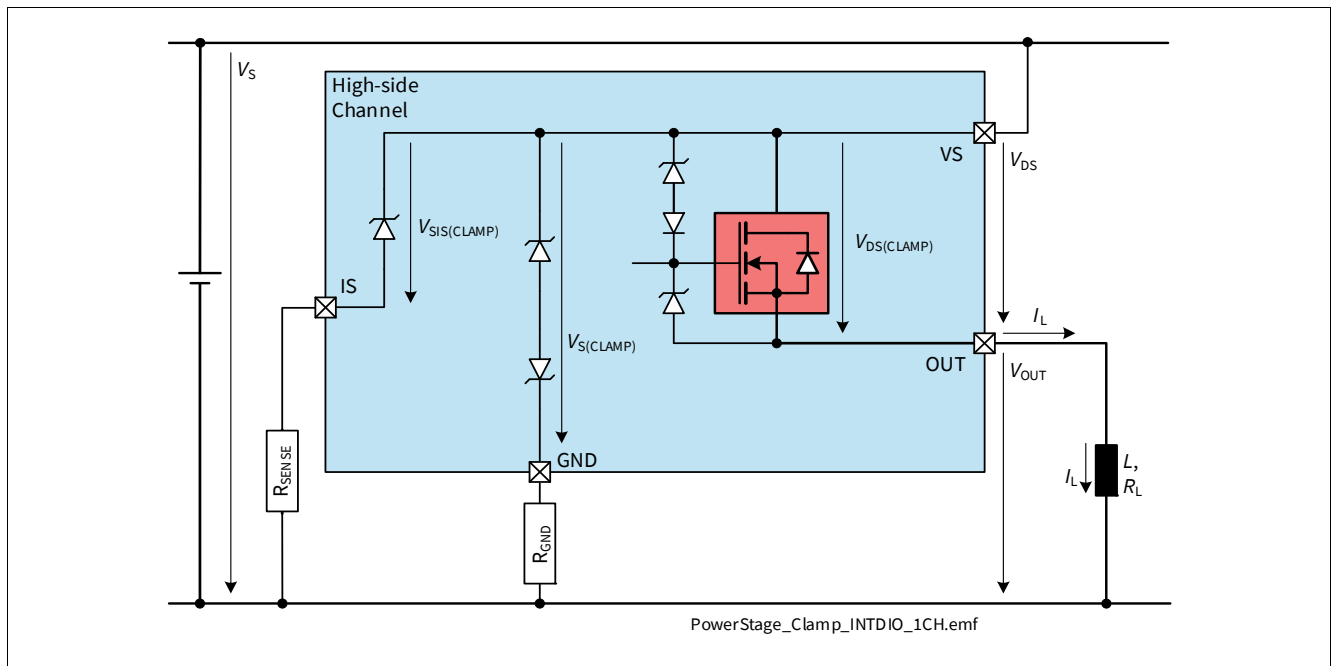 V_S
High-side
Channel
VS
V_DS
V_SIS(CLAMP)
V_DS(CLAMP)
IS
V_S(CLAMP)
I_L
OUT
V_OUT
GND
R_SENSE
I_L
L,
R_L
R_GND
PowerStage_Clamp_INTDIO_1CH.emf